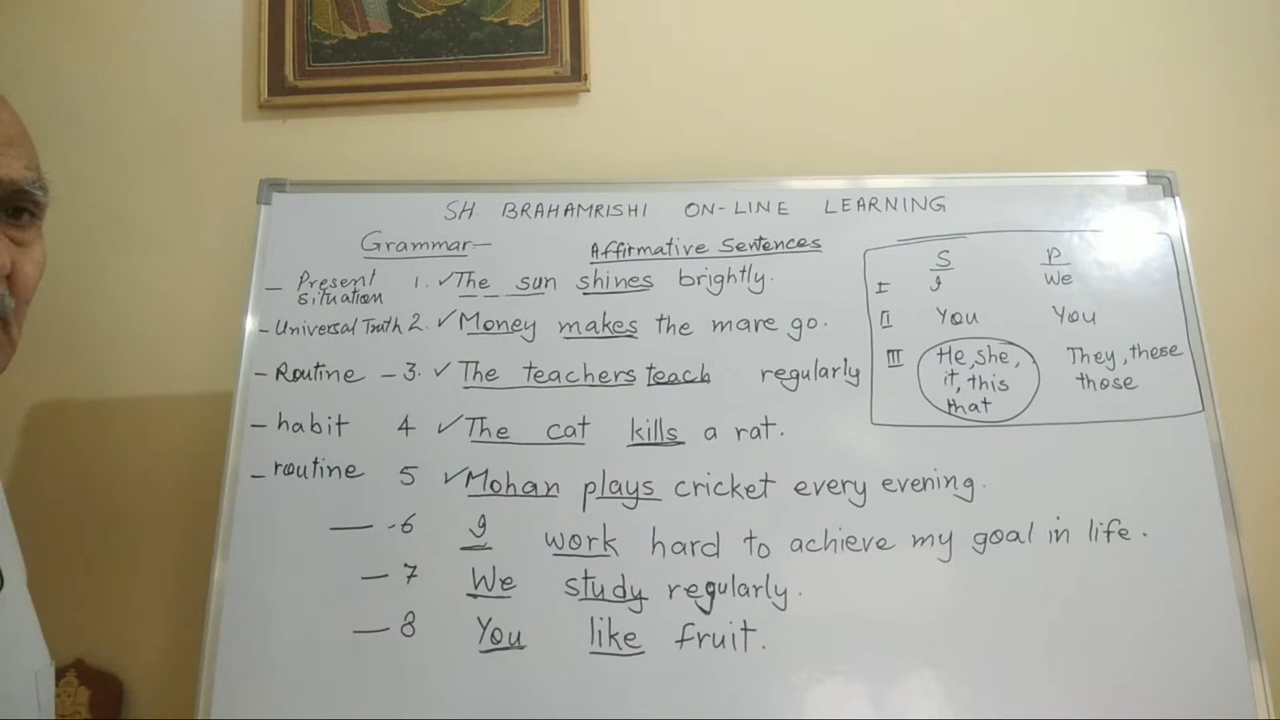 SH. BRAHAMRISHI ON-LINE LEARNING
Grammar— Affirmative Sentences
— Present situation 1. ✓The sun shines brightly.
- Universal Truth 2. ✓Money makes the mare go.
- Routine - 3. ✓The teachers teach regularly
- habit 4 ✓The cat kills a rat.
- routine 5 ✓Mohan plays cricket every evening.
— -6 I work hard to achieve my goal in life.
— 7 We study regularly.
— 8 You like fruit.
S P
I I We
II You You
III He, she, They, these
it, this those
that